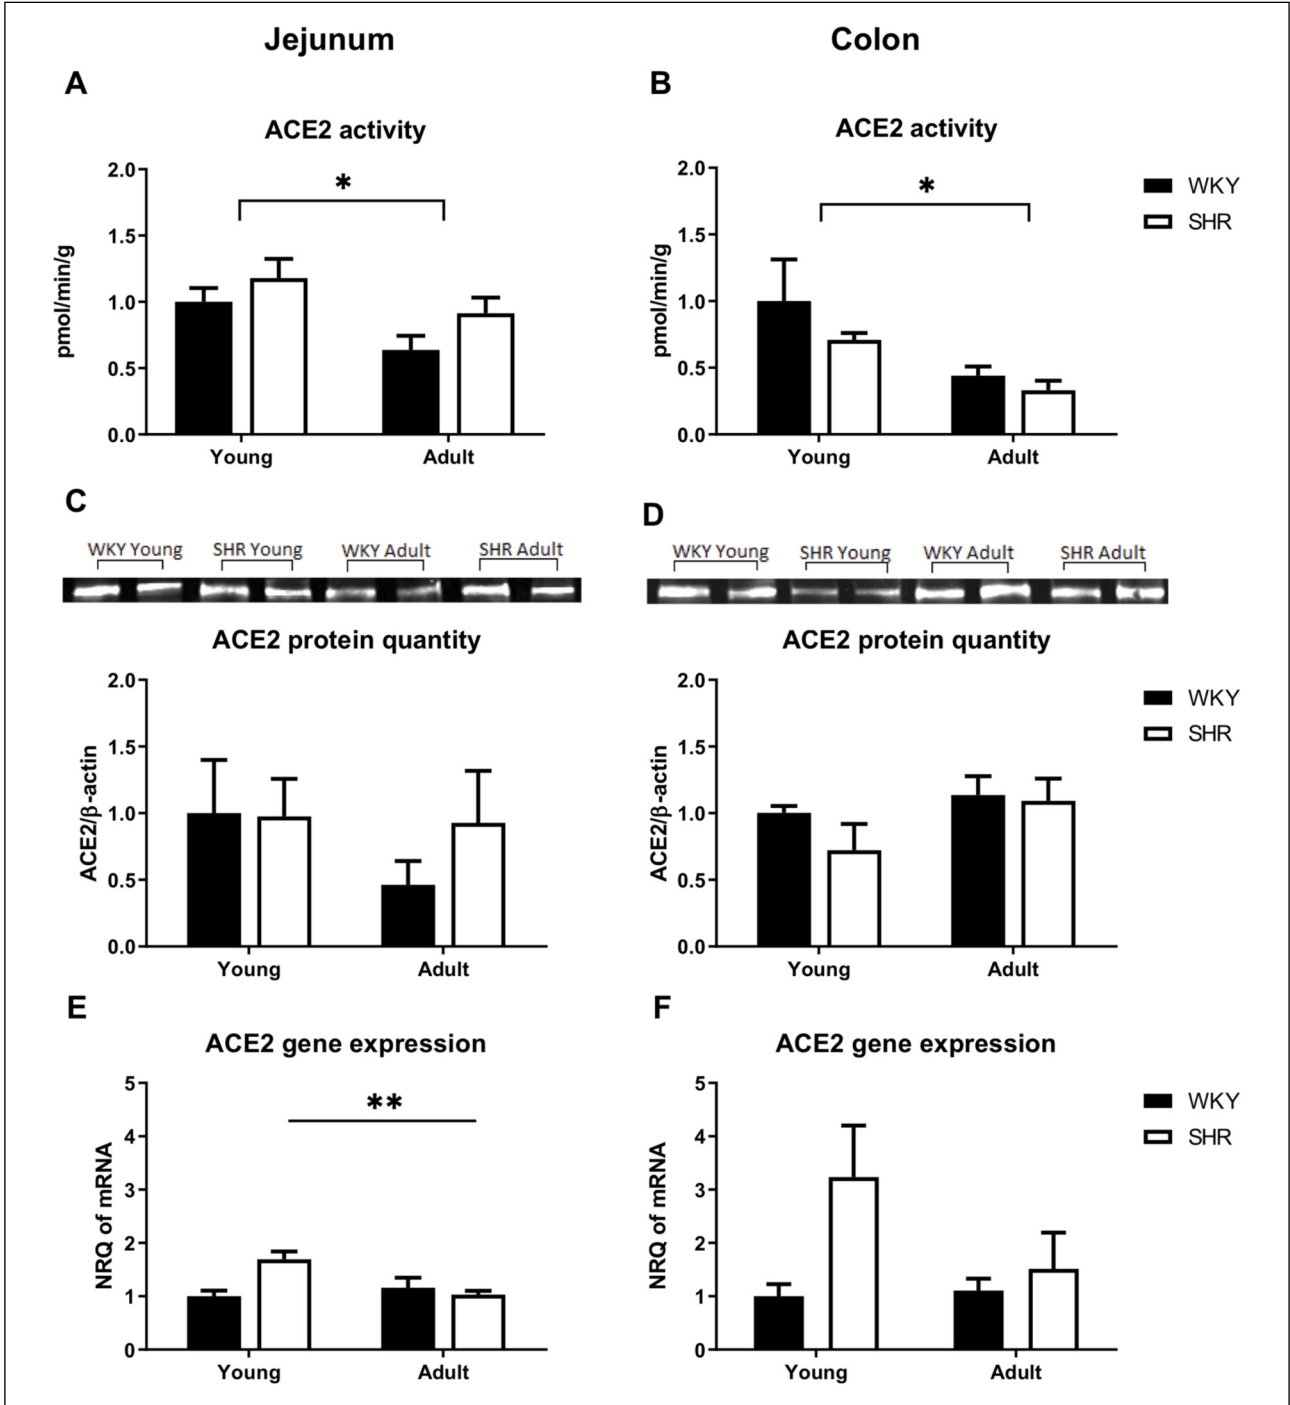 Jejunum
Colon
A
B
ACE2 activity
ACE2 activity
2.0
1.5
1.0
0.5
0.0
pmol/min/g
*
Young
Adult
2.0
1.5
1.0
0.5
0.0
pmol/min/g
*
Young
Adult
WKY
SHR
C
D
WKY Young
SHR Young
WKY Adult
SHR Adult
WKY Young
SHR Young
WKY Adult
SHR Adult
ACE2 protein quantity
ACE2 protein quantity
2.0
1.5
1.0
0.5
0.0
ACE2/β-actin
Young
Adult
2.0
1.5
1.0
0.5
0.0
ACE2/β-actin
Young
Adult
WKY
SHR
E
F
ACE2 gene expression
ACE2 gene expression
5
4
3
2
1
0
NRQ of mRNA
**
Young
Adult
5
4
3
2
1
0
NRQ of mRNA
Young
Adult
WKY
SHR